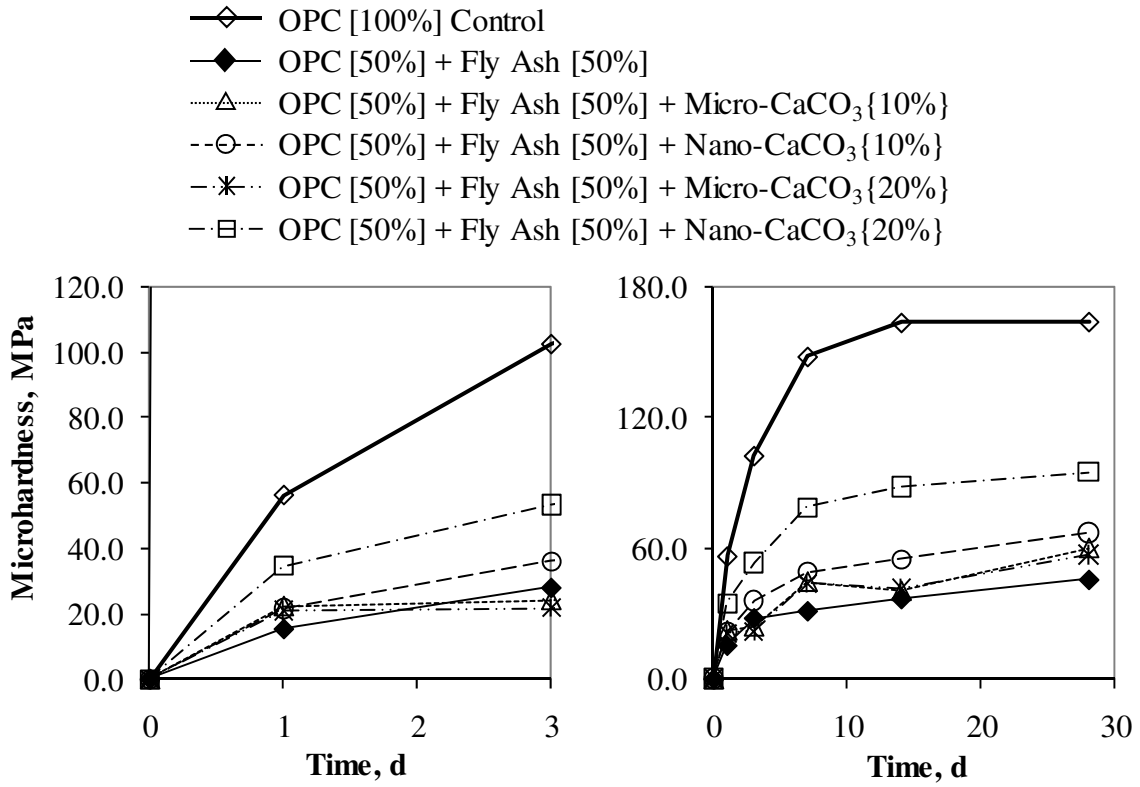 OPC [100%] Control
OPC [50%] + Fly Ash [50%]
OPC [50%] + Fly Ash [50%] + Micro-CaCO₃{10%}
OPC [50%] + Fly Ash [50%] + Nano-CaCO₃{10%}
OPC [50%] + Fly Ash [50%] + Micro-CaCO₃{20%}
OPC [50%] + Fly Ash [50%] + Nano-CaCO₃{20%}
Microhardness, MPa
120.0
100.0
80.0
60.0
40.0
20.0
0.0
0 1 2 3
Time, d
180.0
120.0
60.0
0.0
0 10 20 30
Time, d